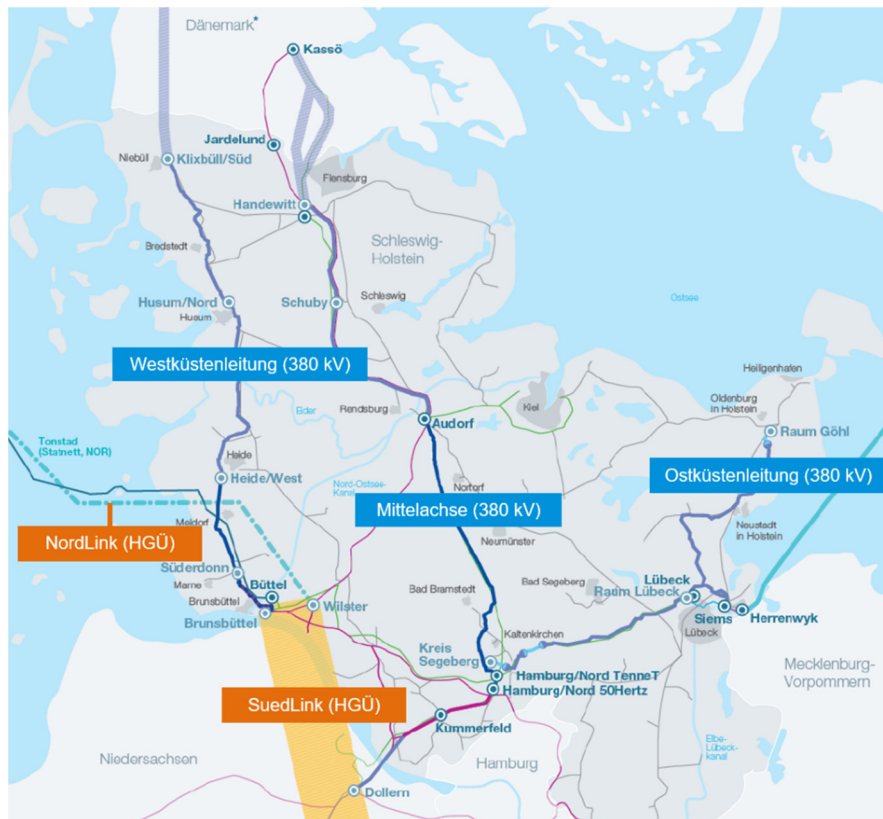 Dänemark*
Kassö
Jardelund
Niebüll
Klixbüll/Süd
Flensburg
Handewitt
Schleswig-
Holstein
Bredstedt
Ostsee
Husum/Nord
Schuby
Schleswig
Husum
Westküstenleitung (380 kV)
Heiligenhafen
Eider
Rendsburg
Kiel
Oldenburg
in Holstein
Audorf
Raum Göhl
Tonstad
(Statnett, NOR)
Heide
Heide/West
Nord-Ostsee-
Kanal
Nortorf
Ostküstenleitung (380 kV)
Meldorf
Mittelachse (380 kV)
Neustadt
in Holstein
NordLink (HGÜ)
Neumünster
Süderdonn
Marne
Büttel
Bad Bramstedt
Bad Segeberg
Lübeck
Raum Lübeck
Brunsbüttel
Wilster
Brunsbüttel
Siems
Herrenwyk
Lübeck
Kaltenkirchen
Kreis
Segeberg
Hamburg/Nord TenneT
Hamburg/Nord 50Hertz
Mecklenburg-
Vorpommern
SuedLink (HGÜ)
Kummerfeld
Niedersachsen
Hamburg
Elbe-
Lübeck-
kanal
Dollern